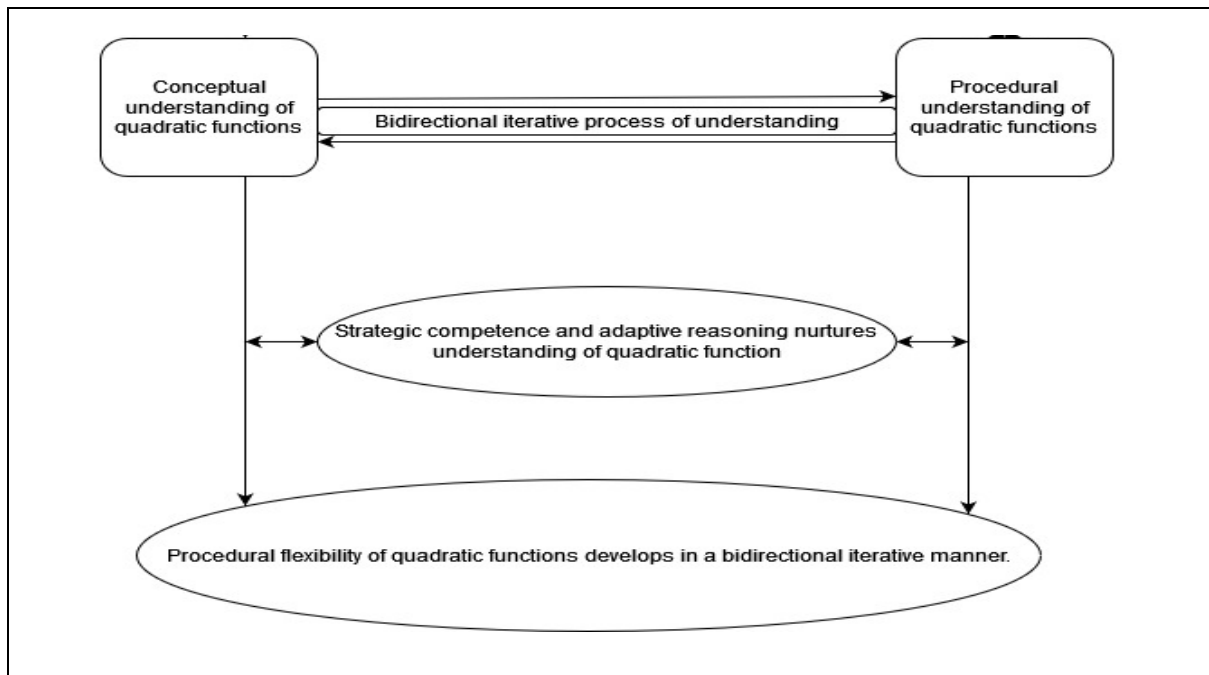 Conceptual
understanding of
quadratic functions
Bidirectional iterative process of understanding
Procedural
understanding of
quadratic functions
Strategic competence and adaptive reasoning nurtures
understanding of quadratic function
Procedural flexibility of quadratic functions develops in a bidirectional iterative manner.